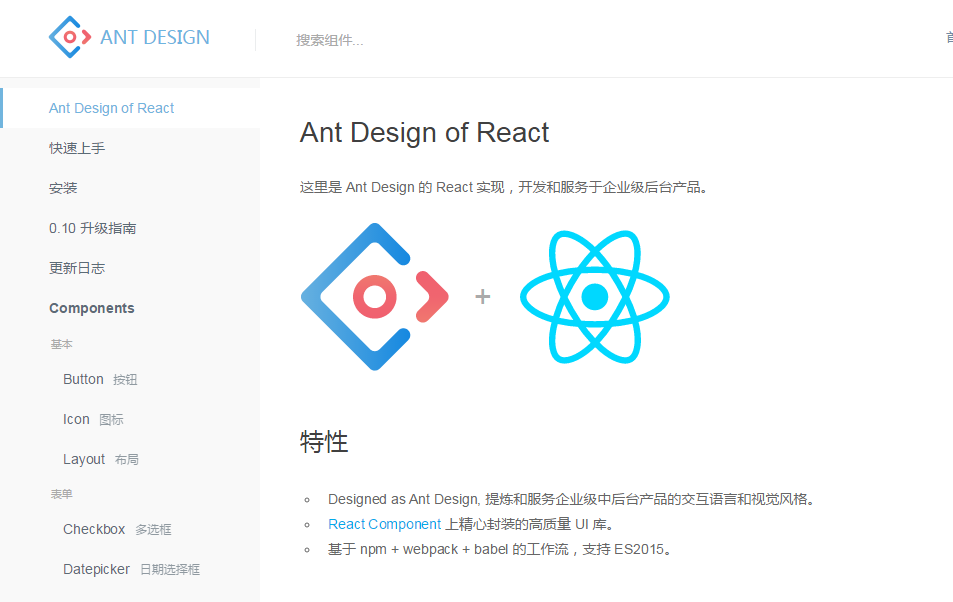 ANT DESIGN
搜索组件...
首
Ant Design of React
快速上手
安装
0.10 升级指南
更新日志
Components
基本
Button 按钮
Icon 图标
Layout 布局
表单
Checkbox 多选框
Datepicker 日期选择框
Ant Design of React
这里是 Ant Design 的 React 实现，开发和服务于企业级后台产品。
+
特性
Designed as Ant Design, 提炼和服务企业级中后台产品的交互语言和视觉风格。
React Component 上精心封装的高质量 UI 库。
基于 npm + webpack + babel 的工作流，支持 ES2015。